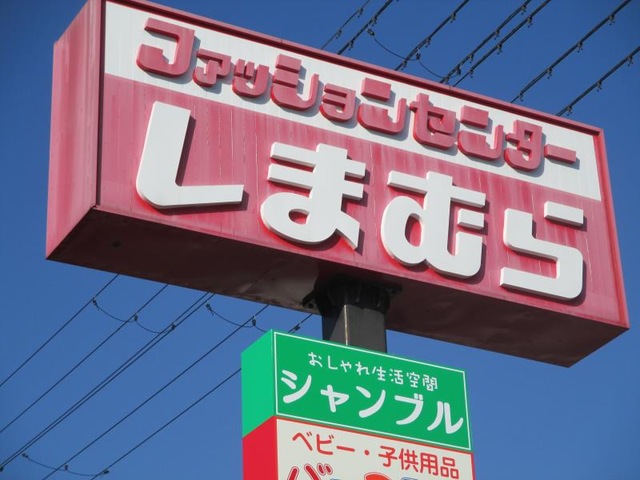 ファッションセンター
しまむら
おしゃれ生活空間
シャンブル
ベビー・子供用品